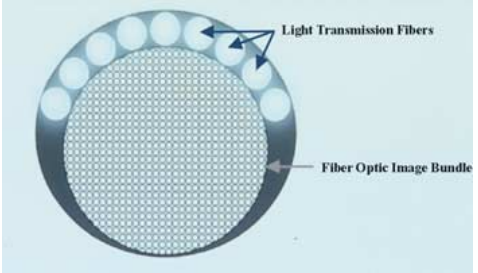 Light Transmission Fibers
Fiber Optic Image Bundle